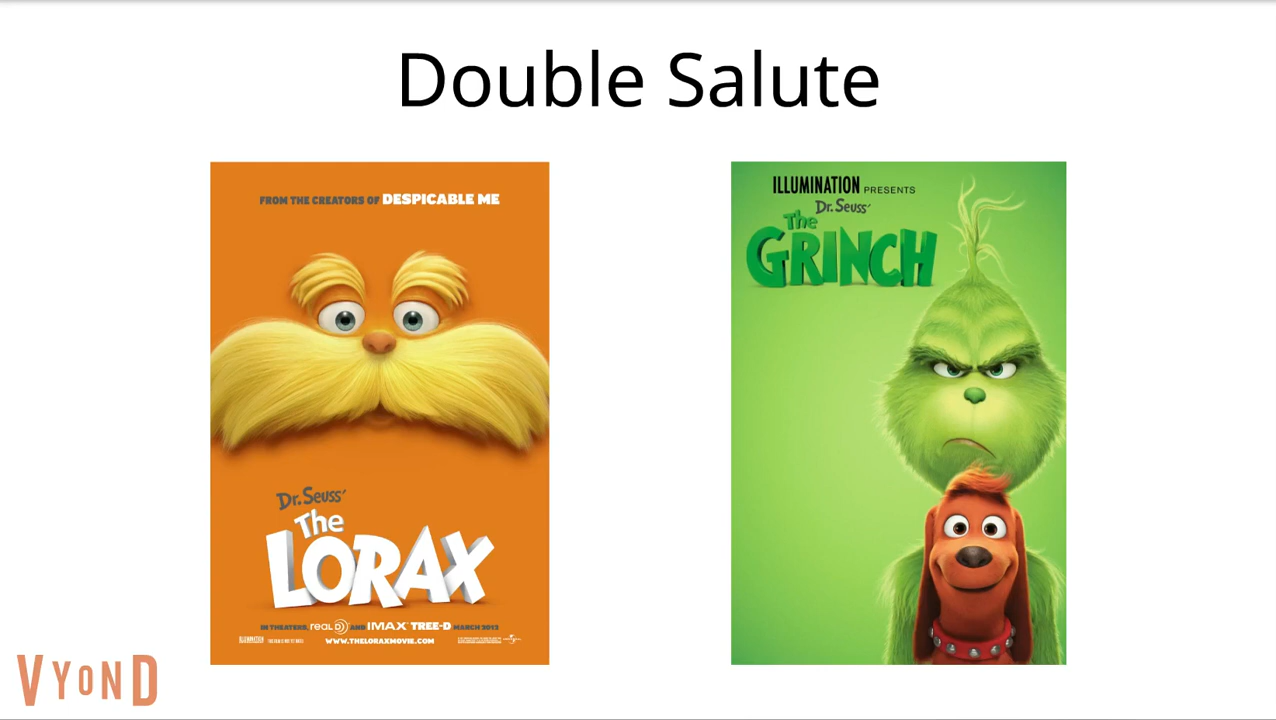 Double Salute
FROM THE CREATORS OF DESPICABLE ME
Dr. Seuss'
The
LORAX
IN THEATERS, REAL D AND IMAX TREE-D MARCH 2012
ILLUMINATION
WWW.THELORAXMOVIE.COM
ILLUMINATION PRESENTS
Dr. Seuss'
The
GRINCH
VYOND